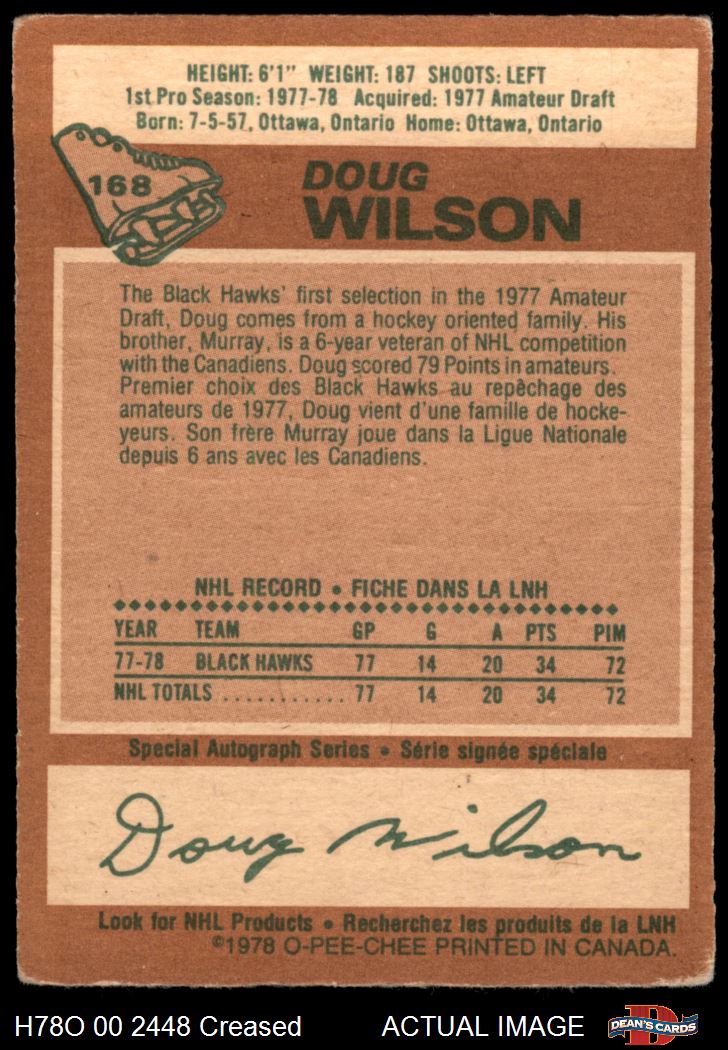 HEIGHT: 6'1" WEIGHT: 187 SHOOTS: LEFT
1st Pro Season: 1977-78 Acquired: 1977 Amateur Draft
Born: 7-5-57, Ottawa, Ontario Home: Ottawa, Ontario
168
DOUG
WILSON
The Black Hawks' first selection in the 1977 Amateur
Draft, Doug comes from a hockey oriented family. His
brother, Murray, is a 6-year veteran of NHL competition
with the Canadiens. Doug scored 79 Points in amateurs.
Premier choix des Black Hawks au repêchage des
amateurs de 1977, Doug vient d'une famille de hocke-
yeurs. Son frère Murray joue dans la Ligue Nationale
depuis 6 ans avec les Canadiens.
NHL RECORD • FICHE DANS LA LNH
YEAR TEAM GP G A PTS PIM
77-78 BLACK HAWKS 77 14 20 34 72
NHL TOTALS ........... 77 14 20 34 72
Special Autograph Series • Série signée spéciale
Doug Wilson
Look for NHL Products • Recherchez les produits de la LNH
©1978 O-PEE-CHEE PRINTED IN CANADA.
H78O 00 2448 Creased ACTUAL IMAGE
D
DEAN'S CARDS